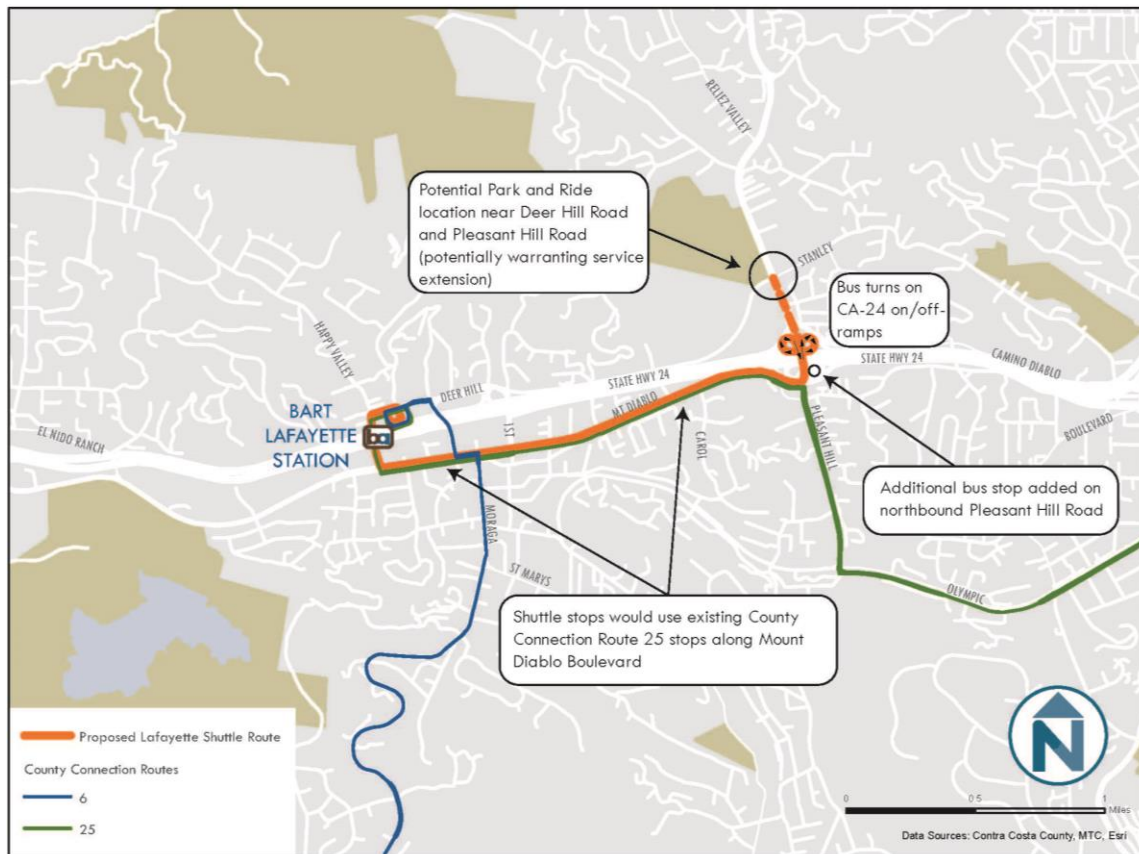 RELIEZ VALLEY
Potential Park and Ride
location near Deer Hill Road
and Pleasant Hill Road
(potentially warranting service
extension)
STANLEY
Bus turns on
CA-24 on/off-
ramps
HAPPY VALLEY
DEER HILL
STATE HWY 24
STATE HWY 24
CAMINO DIABLO
BOULEVARD
BART
LAFAYETTE
STATION
EL NIDO RANCH
1ST
MT DIABLO
CAROL
PLEASANT HILL
Additional bus stop added on
northbound Pleasant Hill Road
MORAGA
ST MARYS
OLYMPIC
Shuttle stops would use existing County
Connection Route 25 stops along Mount
Diablo Boulevard
Proposed Lafayette Shuttle Route
County Connection Routes
6
25
N
0 0.5 1
Miles
Data Sources: Contra Costa County, MTC, Esri